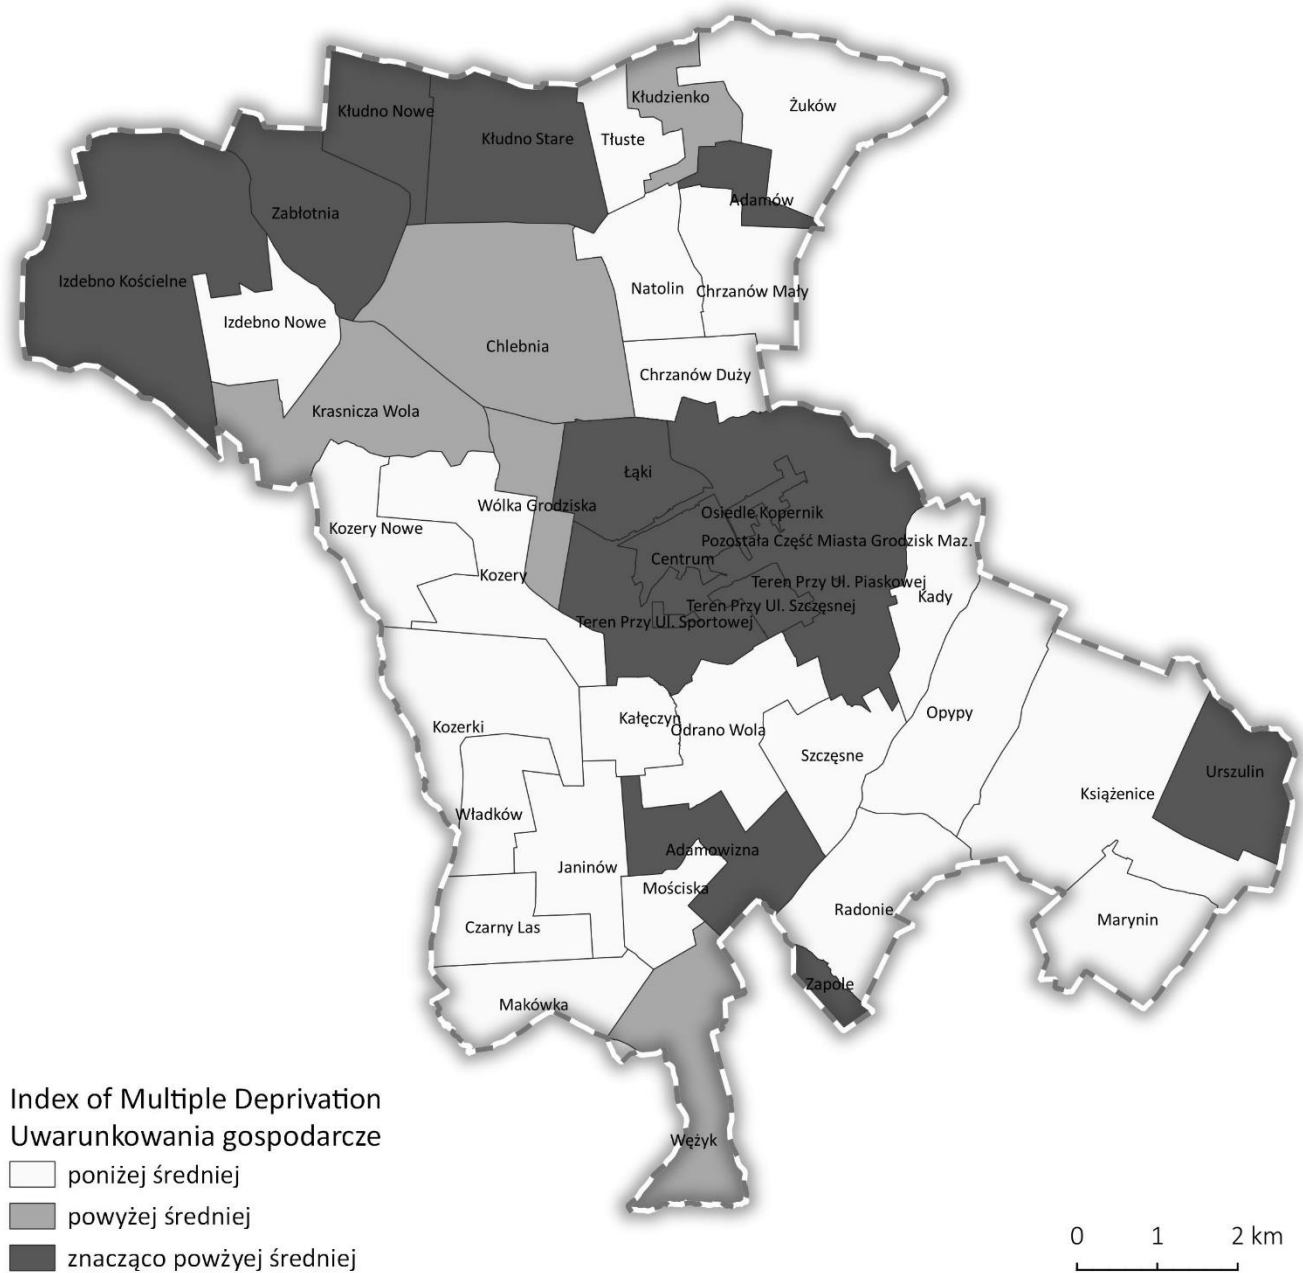 Kłudzienko
Żuków
Kłudno Nowe
Kłudno Stare
Tłuste
Adamów
Zabłotnia
Izdebno Kościelne
Natolin
Chrzanów Mały
Izdebno Nowe
Chlebnia
Chrzanów Duży
Krasnicza Wola
Łąki
Wólka Grodziska
Osiedle Kopernik
Kozery Nowe
Pozostała Część Miasta Grodzisk Maz.
Centrum
Kozery
Teren Przy Ul. Piaskowej
Kady
Teren Przy Ul. Szczęsnej
Teren Przy Ul. Sportowej
Opypy
Kałęczyn
Kozerki
Odrano Wola
Szczęsne
Urszulin
Książenice
Władków
Adamowizna
Janinów
Mościska
Radonie
Marynin
Czarny Las
Zapole
Makówka
Wężyk
Index of Multiple Deprivation
Uwarunkowania gospodarcze
poniżej średniej
powyżej średniej
znacząco powżyej średniej
0 1 2 km